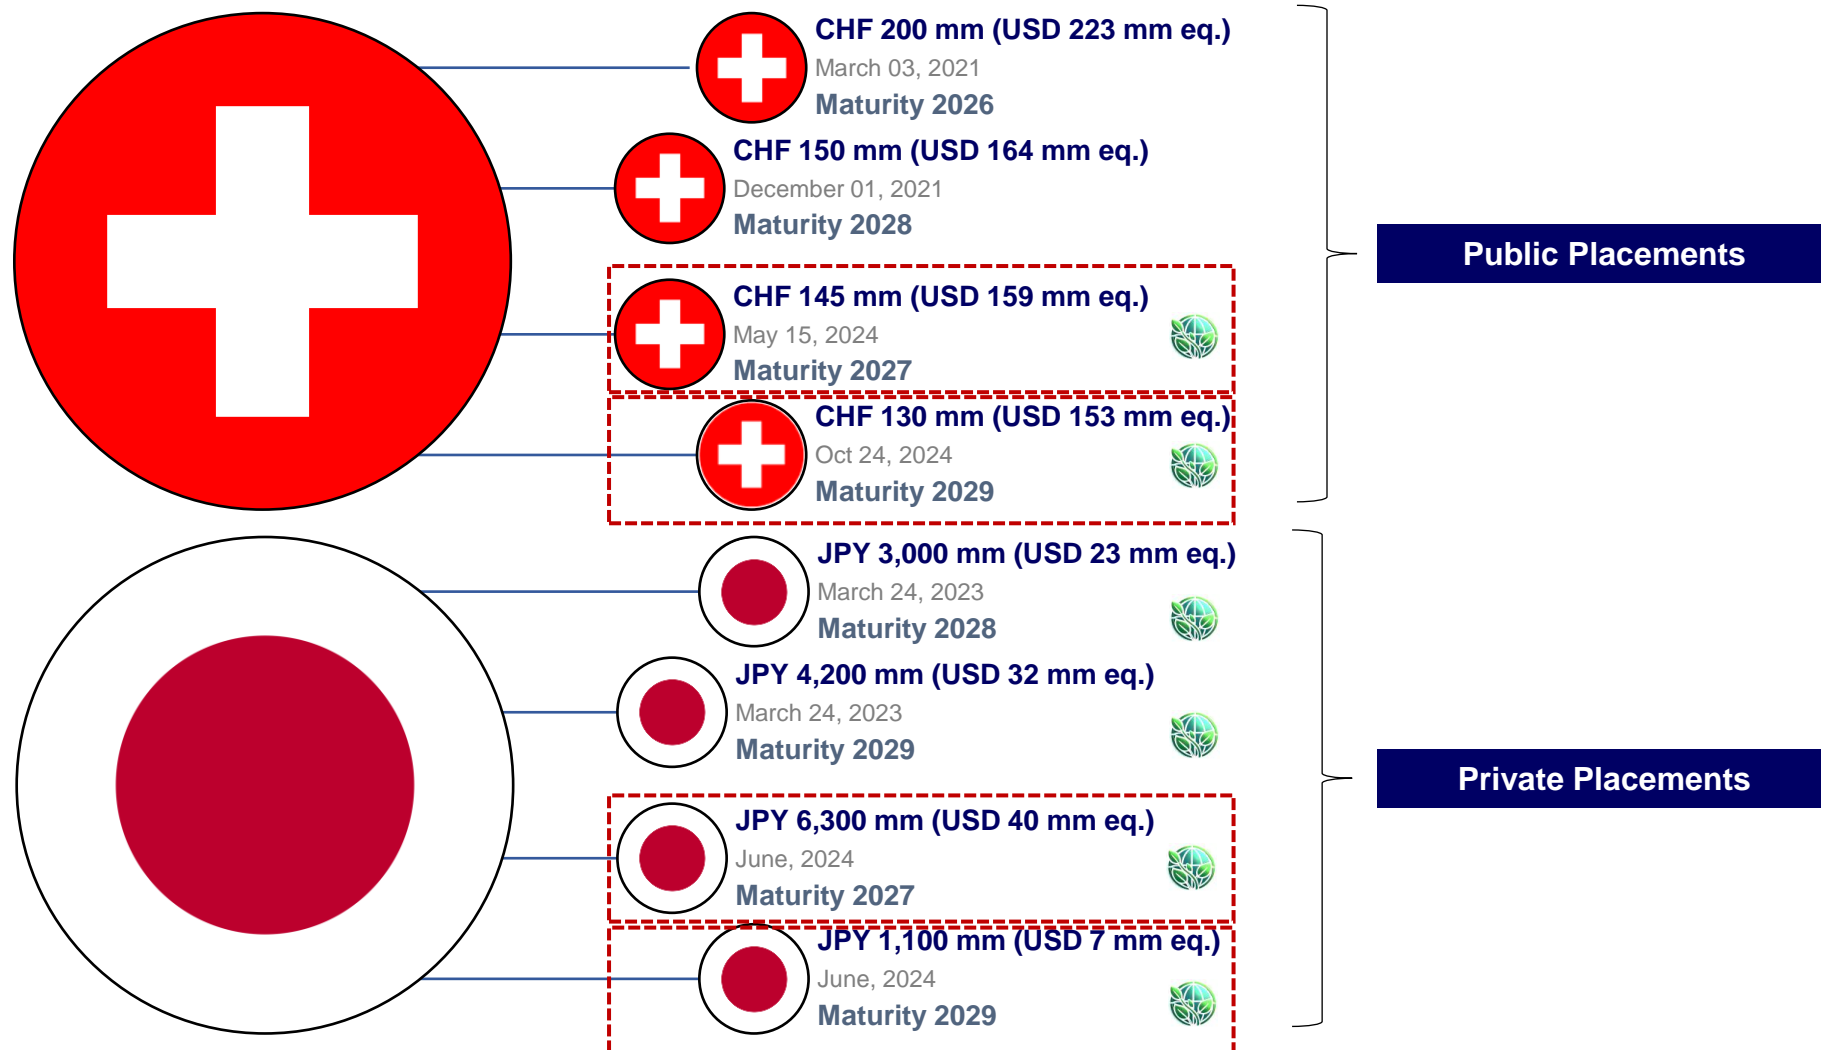 CHF 200 mm (USD 223 mm eq.)
March 03, 2021
Maturity 2026
CHF 150 mm (USD 164 mm eq.)
December 01, 2021
Maturity 2028
CHF 145 mm (USD 159 mm eq.)
May 15, 2024
Maturity 2027
CHF 130 mm (USD 153 mm eq.)
Oct 24, 2024
Maturity 2029
Public Placements
JPY 3,000 mm (USD 23 mm eq.)
March 24, 2023
Maturity 2028
JPY 4,200 mm (USD 32 mm eq.)
March 24, 2023
Maturity 2029
JPY 6,300 mm (USD 40 mm eq.)
June, 2024
Maturity 2027
JPY 1,100 mm (USD 7 mm eq.)
June, 2024
Maturity 2029
Private Placements